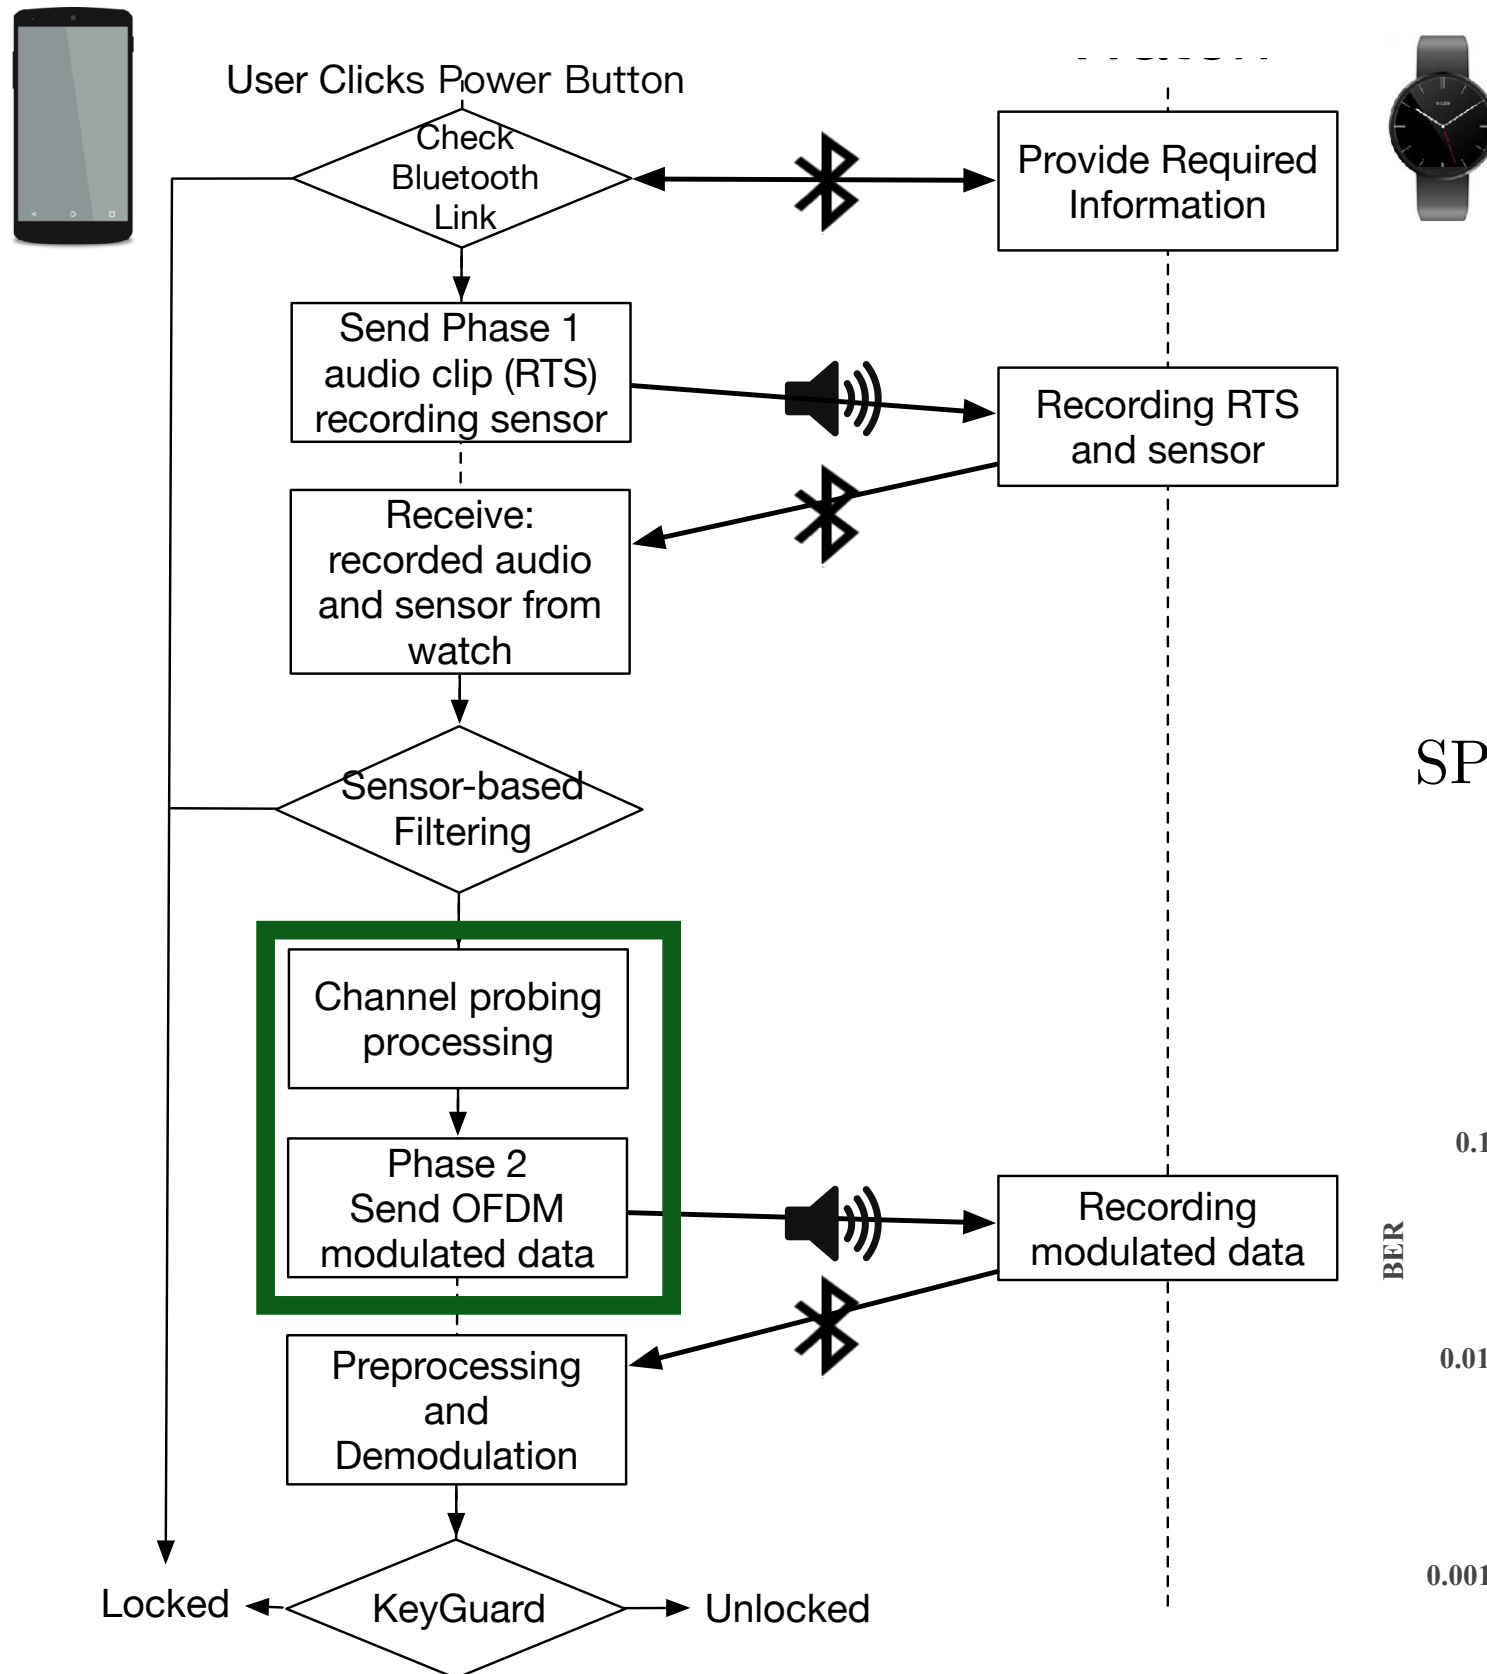 User Clicks Power Button
Check
Bluetooth
Link
Provide Required
Information
Send Phase 1
audio clip (RTS)
recording sensor
Recording RTS
and sensor
Receive:
recorded audio
and sensor from
watch
Sensor-based
Filtering
SP
Channel probing
processing
Phase 2
Send OFDM
modulated data
Recording
modulated data
0.1
BER
0.01
0.001
Preprocessing
and
Demodulation
Locked
KeyGuard
Unlocked